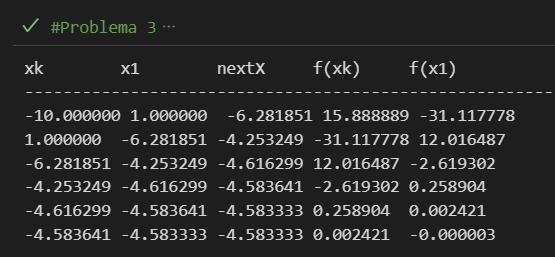 ✓ #Problema 3 ···
xk x1 nextX f(xk) f(x1)
------------------------------------------------------
-10.000000 1.000000 -6.281851 15.888889 -31.117778
1.000000 -6.281851 -4.253249 -31.117778 12.016487
-6.281851 -4.253249 -4.616299 12.016487 -2.619302
-4.253249 -4.616299 -4.583641 -2.619302 0.258904
-4.616299 -4.583641 -4.583333 0.258904 0.002421
-4.583641 -4.583333 -4.583333 0.002421 -0.000003